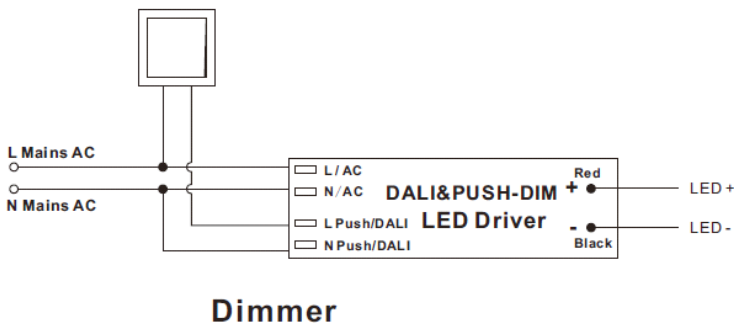 L Mains AC
N Mains AC
L / AC
N/AC
L Push/DALI
N Push/DALI
DALI&PUSH-DIM
LED Driver
Red
+
-
Black
LED +
LED -
Dimmer